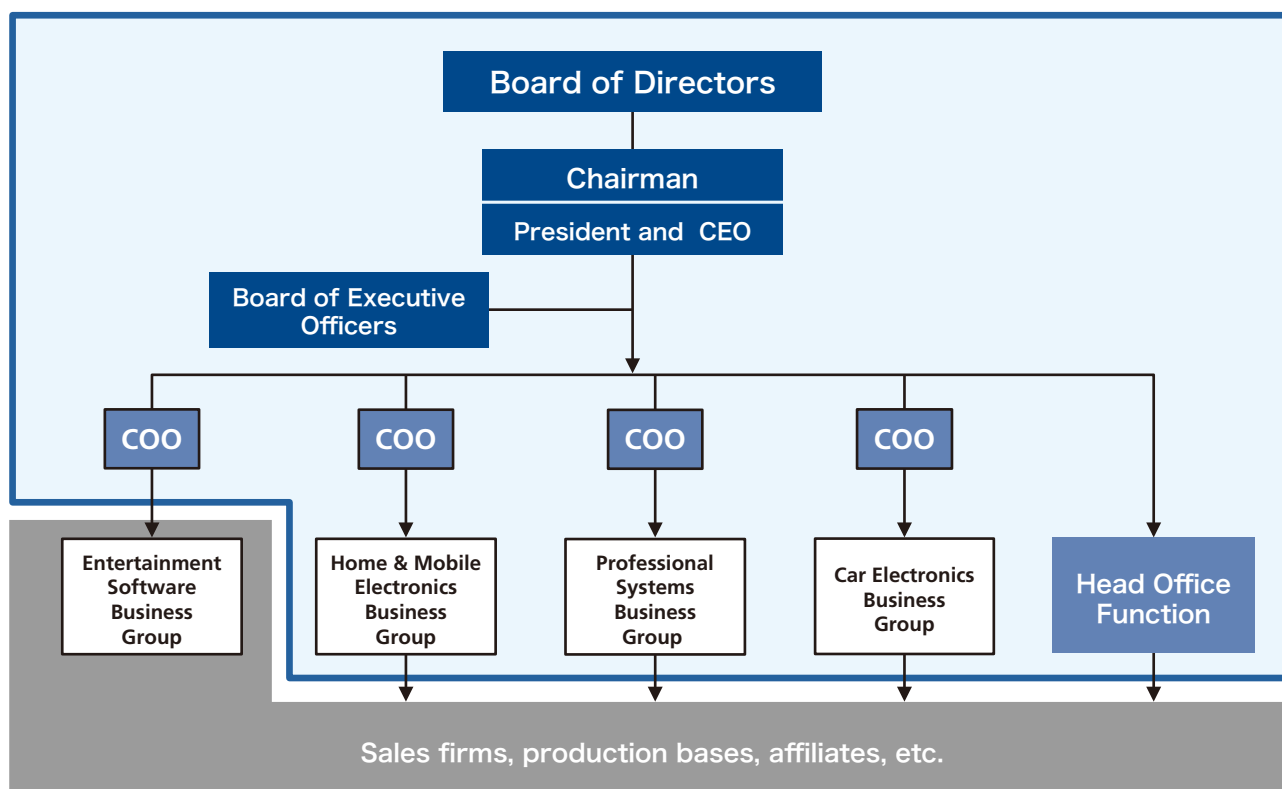 Board of Directors
Chairman
President and CEO
Board of Executive
Officers
COO
COO
COO
COO
Entertainment
Software
Business
Group
Home & Mobile
Electronics
Business
Group
Professional
Systems
Business
Group
Car Electronics
Business
Group
Head Office
Function
Sales firms, production bases, affiliates, etc.